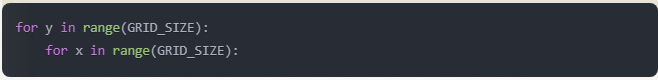 for y in range(GRID_SIZE):
    for x in range(GRID_SIZE):